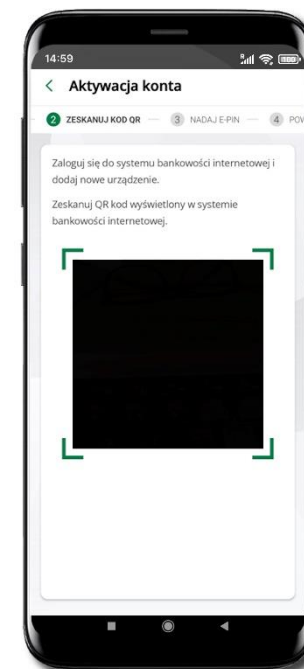 14:59
Aktywacja konta
2 ZESKANUJ KOD QR 3 NADAJ E-PIN 4 POW
Zaloguj się do systemu bankowości internetowej i
dodaj nowe urządzenie.
Zeskanuj QR kod wyświetlony w systemie
bankowości internetowej.